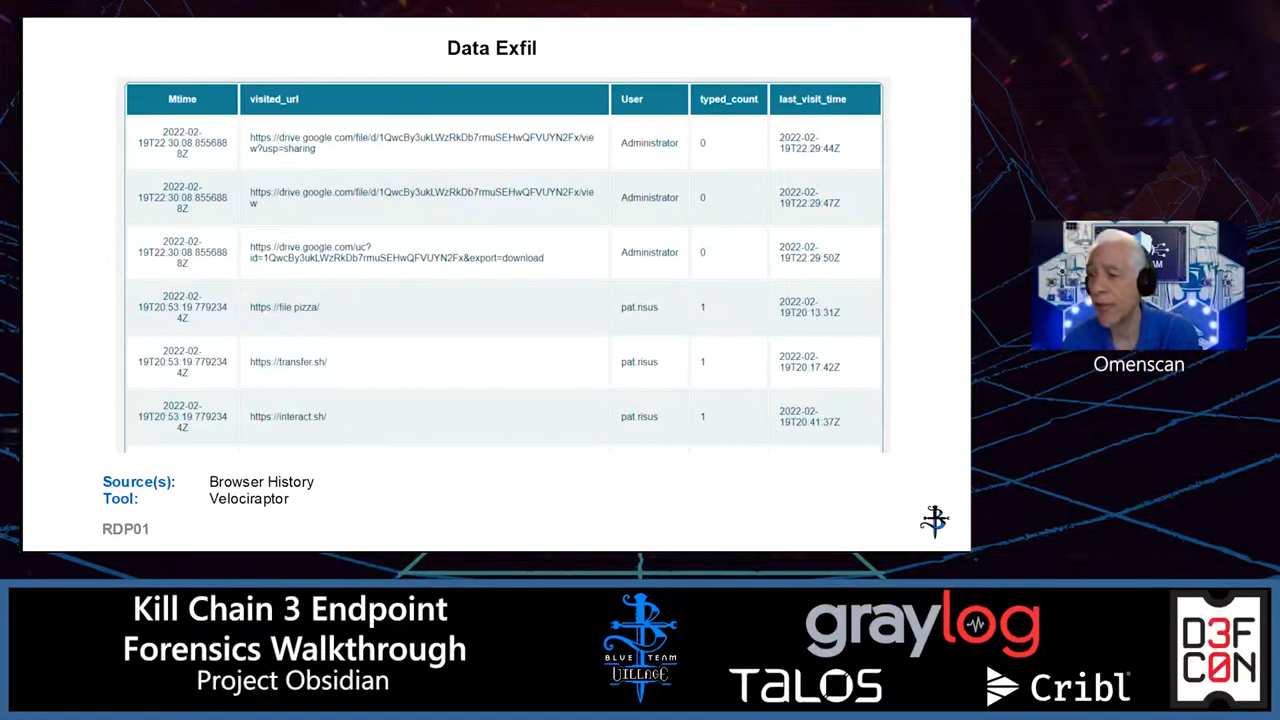 Data Exfil
Mtime visited_url User typed_count last_visit_time
2022-02-
19T22:30:08.855688
8Z
https://drive.google.com/file/d/1QwcBy3ukLWzRkDb7rmuSEHwQFVUYN2Fx/vie
w?usp=sharing
Administrator
0
2022-02-
19T22:29:44Z
2022-02-
19T22:30:08.855688
8Z
https://drive.google.com/file/d/1QwcBy3ukLWzRkDb7rmuSEHwQFVUYN2Fx/vie
w
Administrator
0
2022-02-
19T22:29:47Z
2022-02-
19T22:30:08.855688
8Z
https://drive.google.com/uc?
id=1QwcBy3ukLWzRkDb7rmuSEHwQFVUYN2Fx&export=download
Administrator
0
2022-02-
19T22:29:50Z
2022-02-
19T20:53:19.779234
4Z
https://file.pizza/
pat.risus
1
2022-02-
19T20:13:31Z
2022-02-
19T20:53:19.779234
4Z
https://transfer.sh/
pat.risus
1
2022-02-
19T20:17:42Z
2022-02-
19T20:53:19.779234
4Z
https://interact.sh/
pat.risus
1
2022-02-
19T20:41:37Z
Source(s): Browser History
Tool: Velociraptor
RDP01
Omenscan
Kill Chain 3 Endpoint
Forensics Walkthrough
Project Obsidian
BLUE TEAM
VILLAGE
graylog
TALOS
Cribl
D3F
C0N